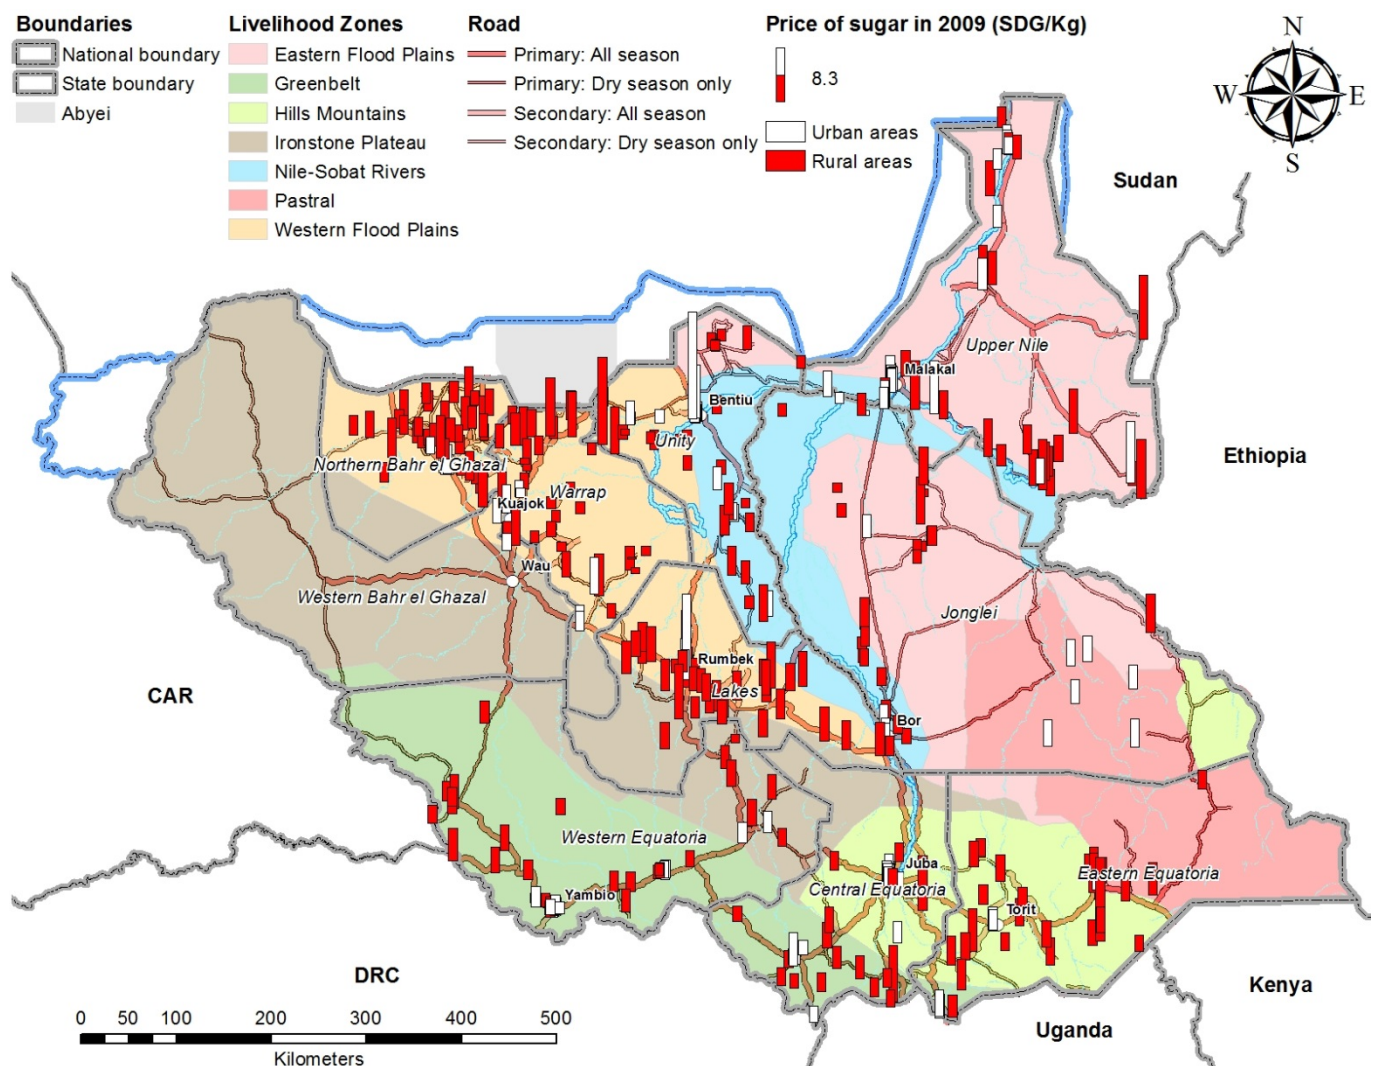 Boundaries
National boundary
State boundary
Abyei
Livelihood Zones
Eastern Flood Plains
Greenbelt
Hills Mountains
Ironstone Plateau
Nile-Sobat Rivers
Pastral
Western Flood Plains
Road
Primary: All season
Primary: Dry season only
Secondary: All season
Secondary: Dry season only
Price of sugar in 2009 (SDG/Kg)
8.3
Urban areas
Rural areas
N
W E
S
Sudan
Upper Nile
Malakal
Bentiu
Unity
Ethiopia
Northern Bahr el Ghazal
Warrap
Kuajok
Wau
Western Bahr el Ghazal
Jonglei
Rumbek
Lakes
CAR
Bor
Western Equatoria
Juba
Central Equatoria
Eastern Equatoria
Yambio
Torit
DRC
Kenya
Uganda
0 50 100 200 300 400 500
Kilometers